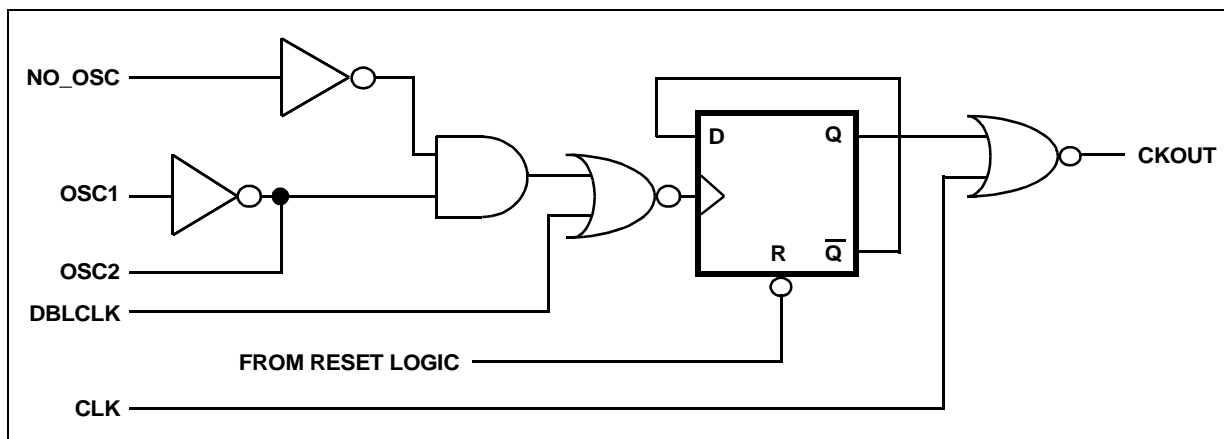 NO_OSC
OSC1
OSC2
DBLCLK
FROM RESET LOGIC
CLK
D
Q
R
Q̅
CKOUT